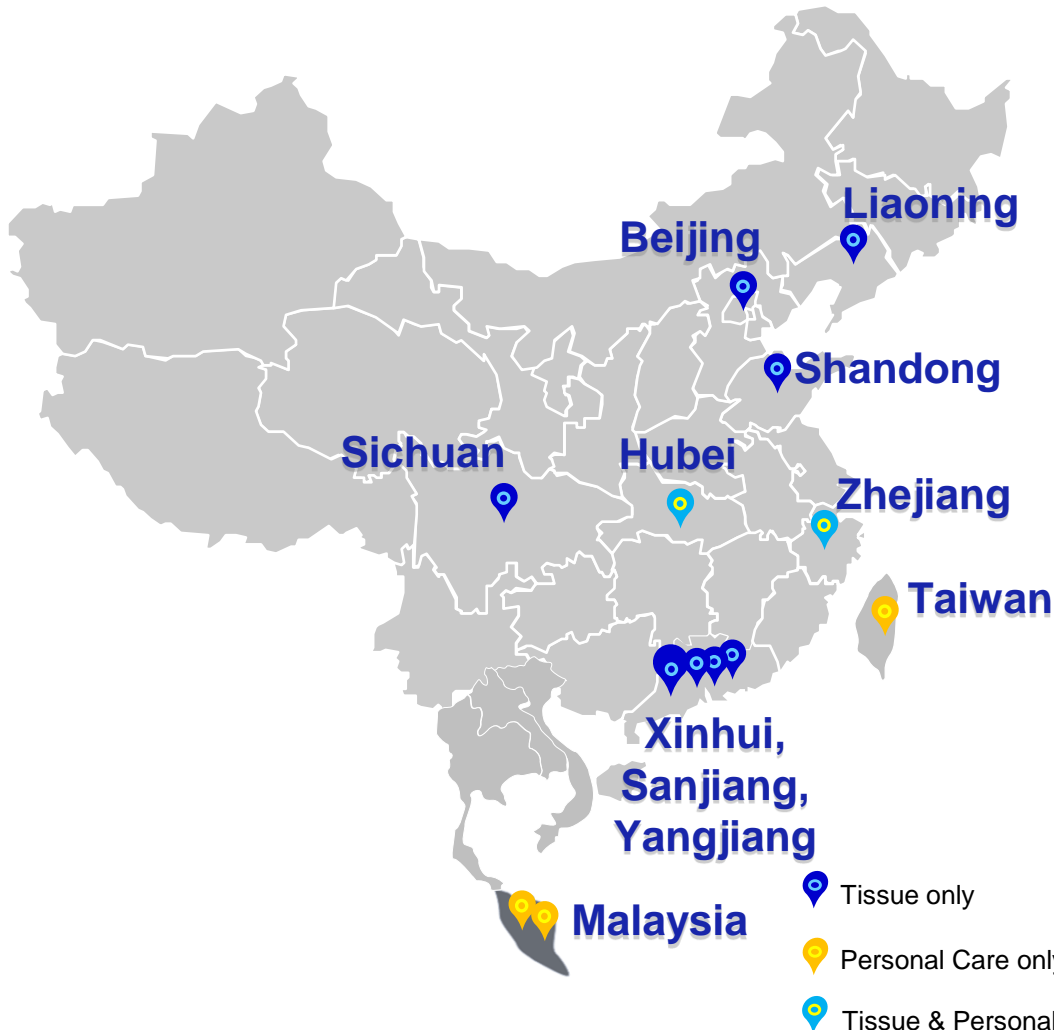 Liaoning
Beijing
Shandong
Sichuan
Hubei
Zhejiang
Taiwan
Xinhui,
Sanjiang,
Yangjiang
Malaysia
Tissue only
Personal Care only
Tissue & Personal